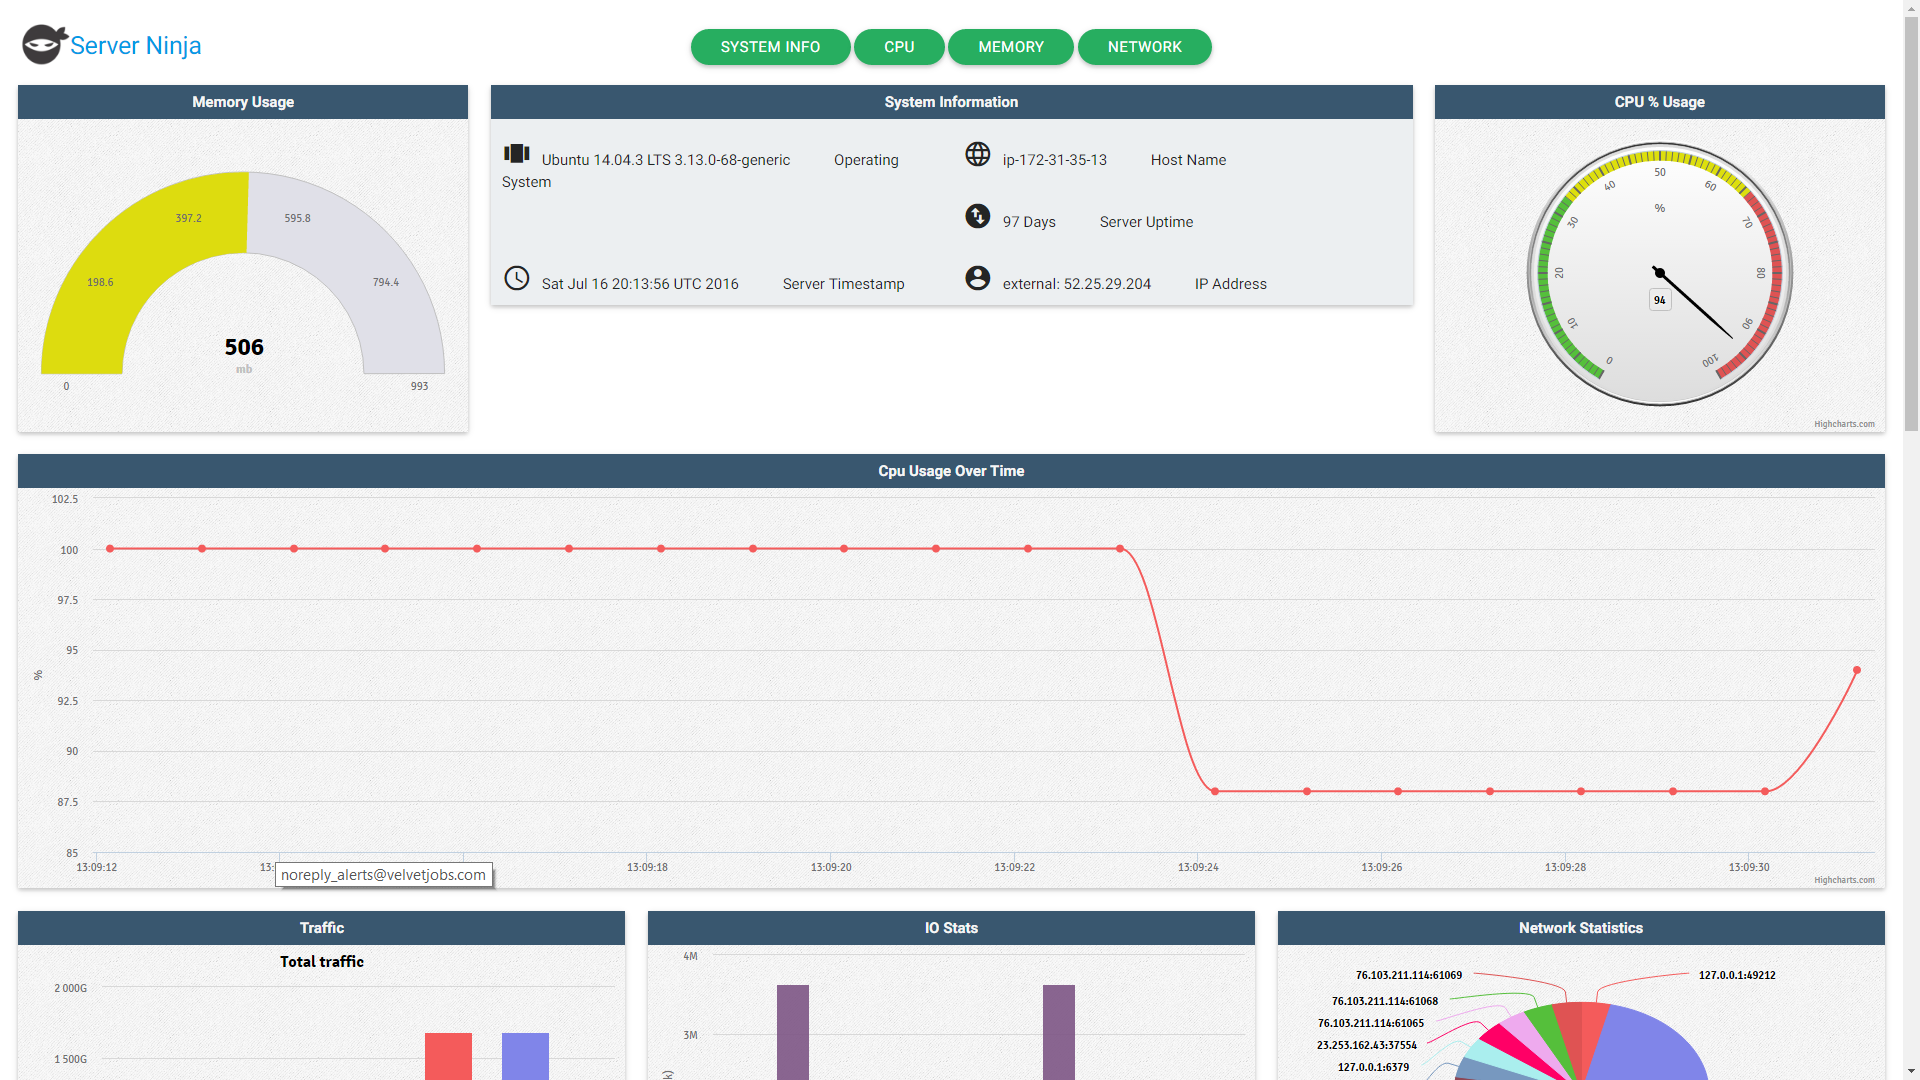 Server Ninja
SYSTEM INFO
CPU
MEMORY
NETWORK
Memory Usage
397.2
595.8
198.6
794.4
506
mb
0
993
System Information
Ubuntu 14.04.3 LTS 3.13.0-68-generic Operating
System
ip-172-31-35-13 Host Name
97 Days Server Uptime
Sat Jul 16 20:13:56 UTC 2016 Server Timestamp
external: 52.25.29.204 IP Address
CPU % Usage
0
10
20
30
40
50
60
70
80
90
100
%
94
Highcharts.com
Cpu Usage Over Time
102.5
100
97.5
95
92.5
90
87.5
85
%
13:09:12
13:
13:09:18
13:09:20
13:09:22
13:09:24
13:09:26
13:09:28
13:09:30
noreply_alerts@velvetjobs.com
Highcharts.com
Traffic
Total traffic
2 000G
1 500G
IO Stats
4M
3M
k)
Network Statistics
76.103.211.114:61069
127.0.0.1:49212
76.103.211.114:61068
76.103.211.114:61065
23.253.162.43:37554
127.0.0.1:6379